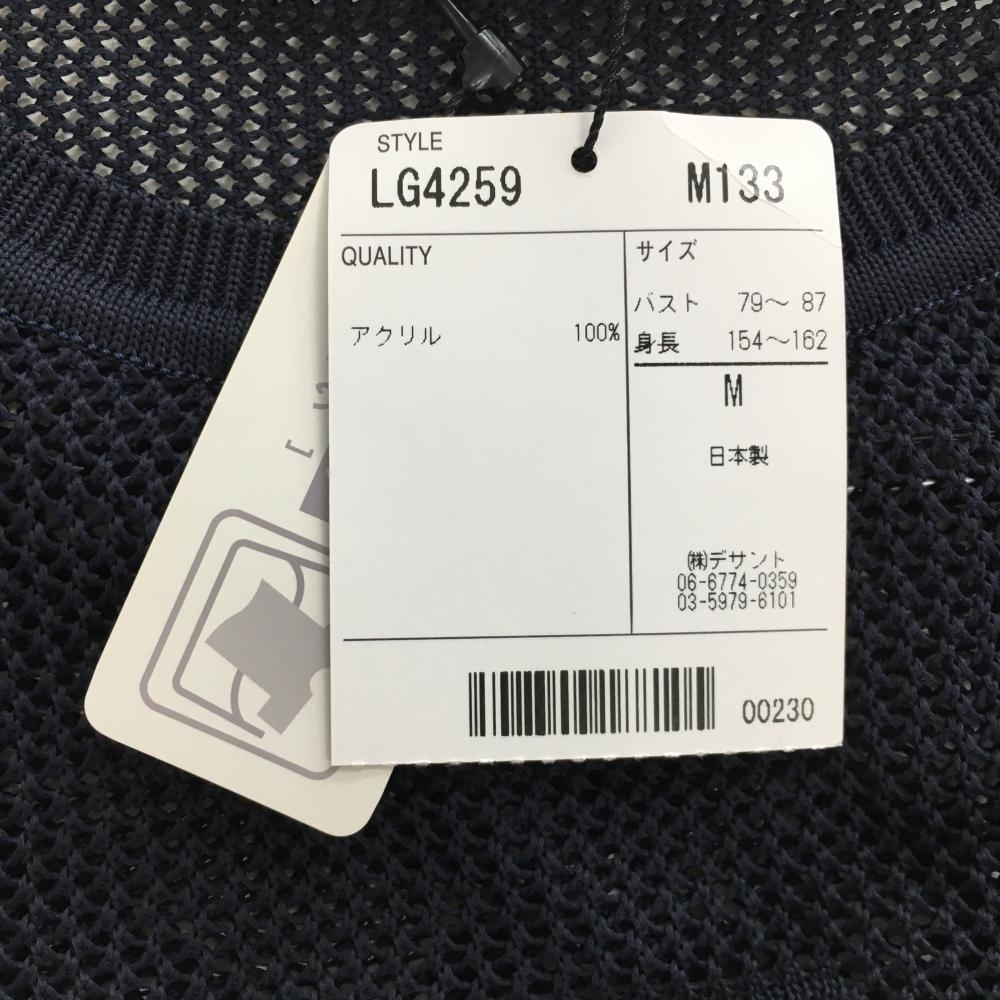 STYLE
LG4259 M133
QUALITY
アクリル 100%
サイズ
バスト 79～ 87
身長 154～162
M
日本製
㈱デサント
06-6774-0359
03-5979-6101
00230